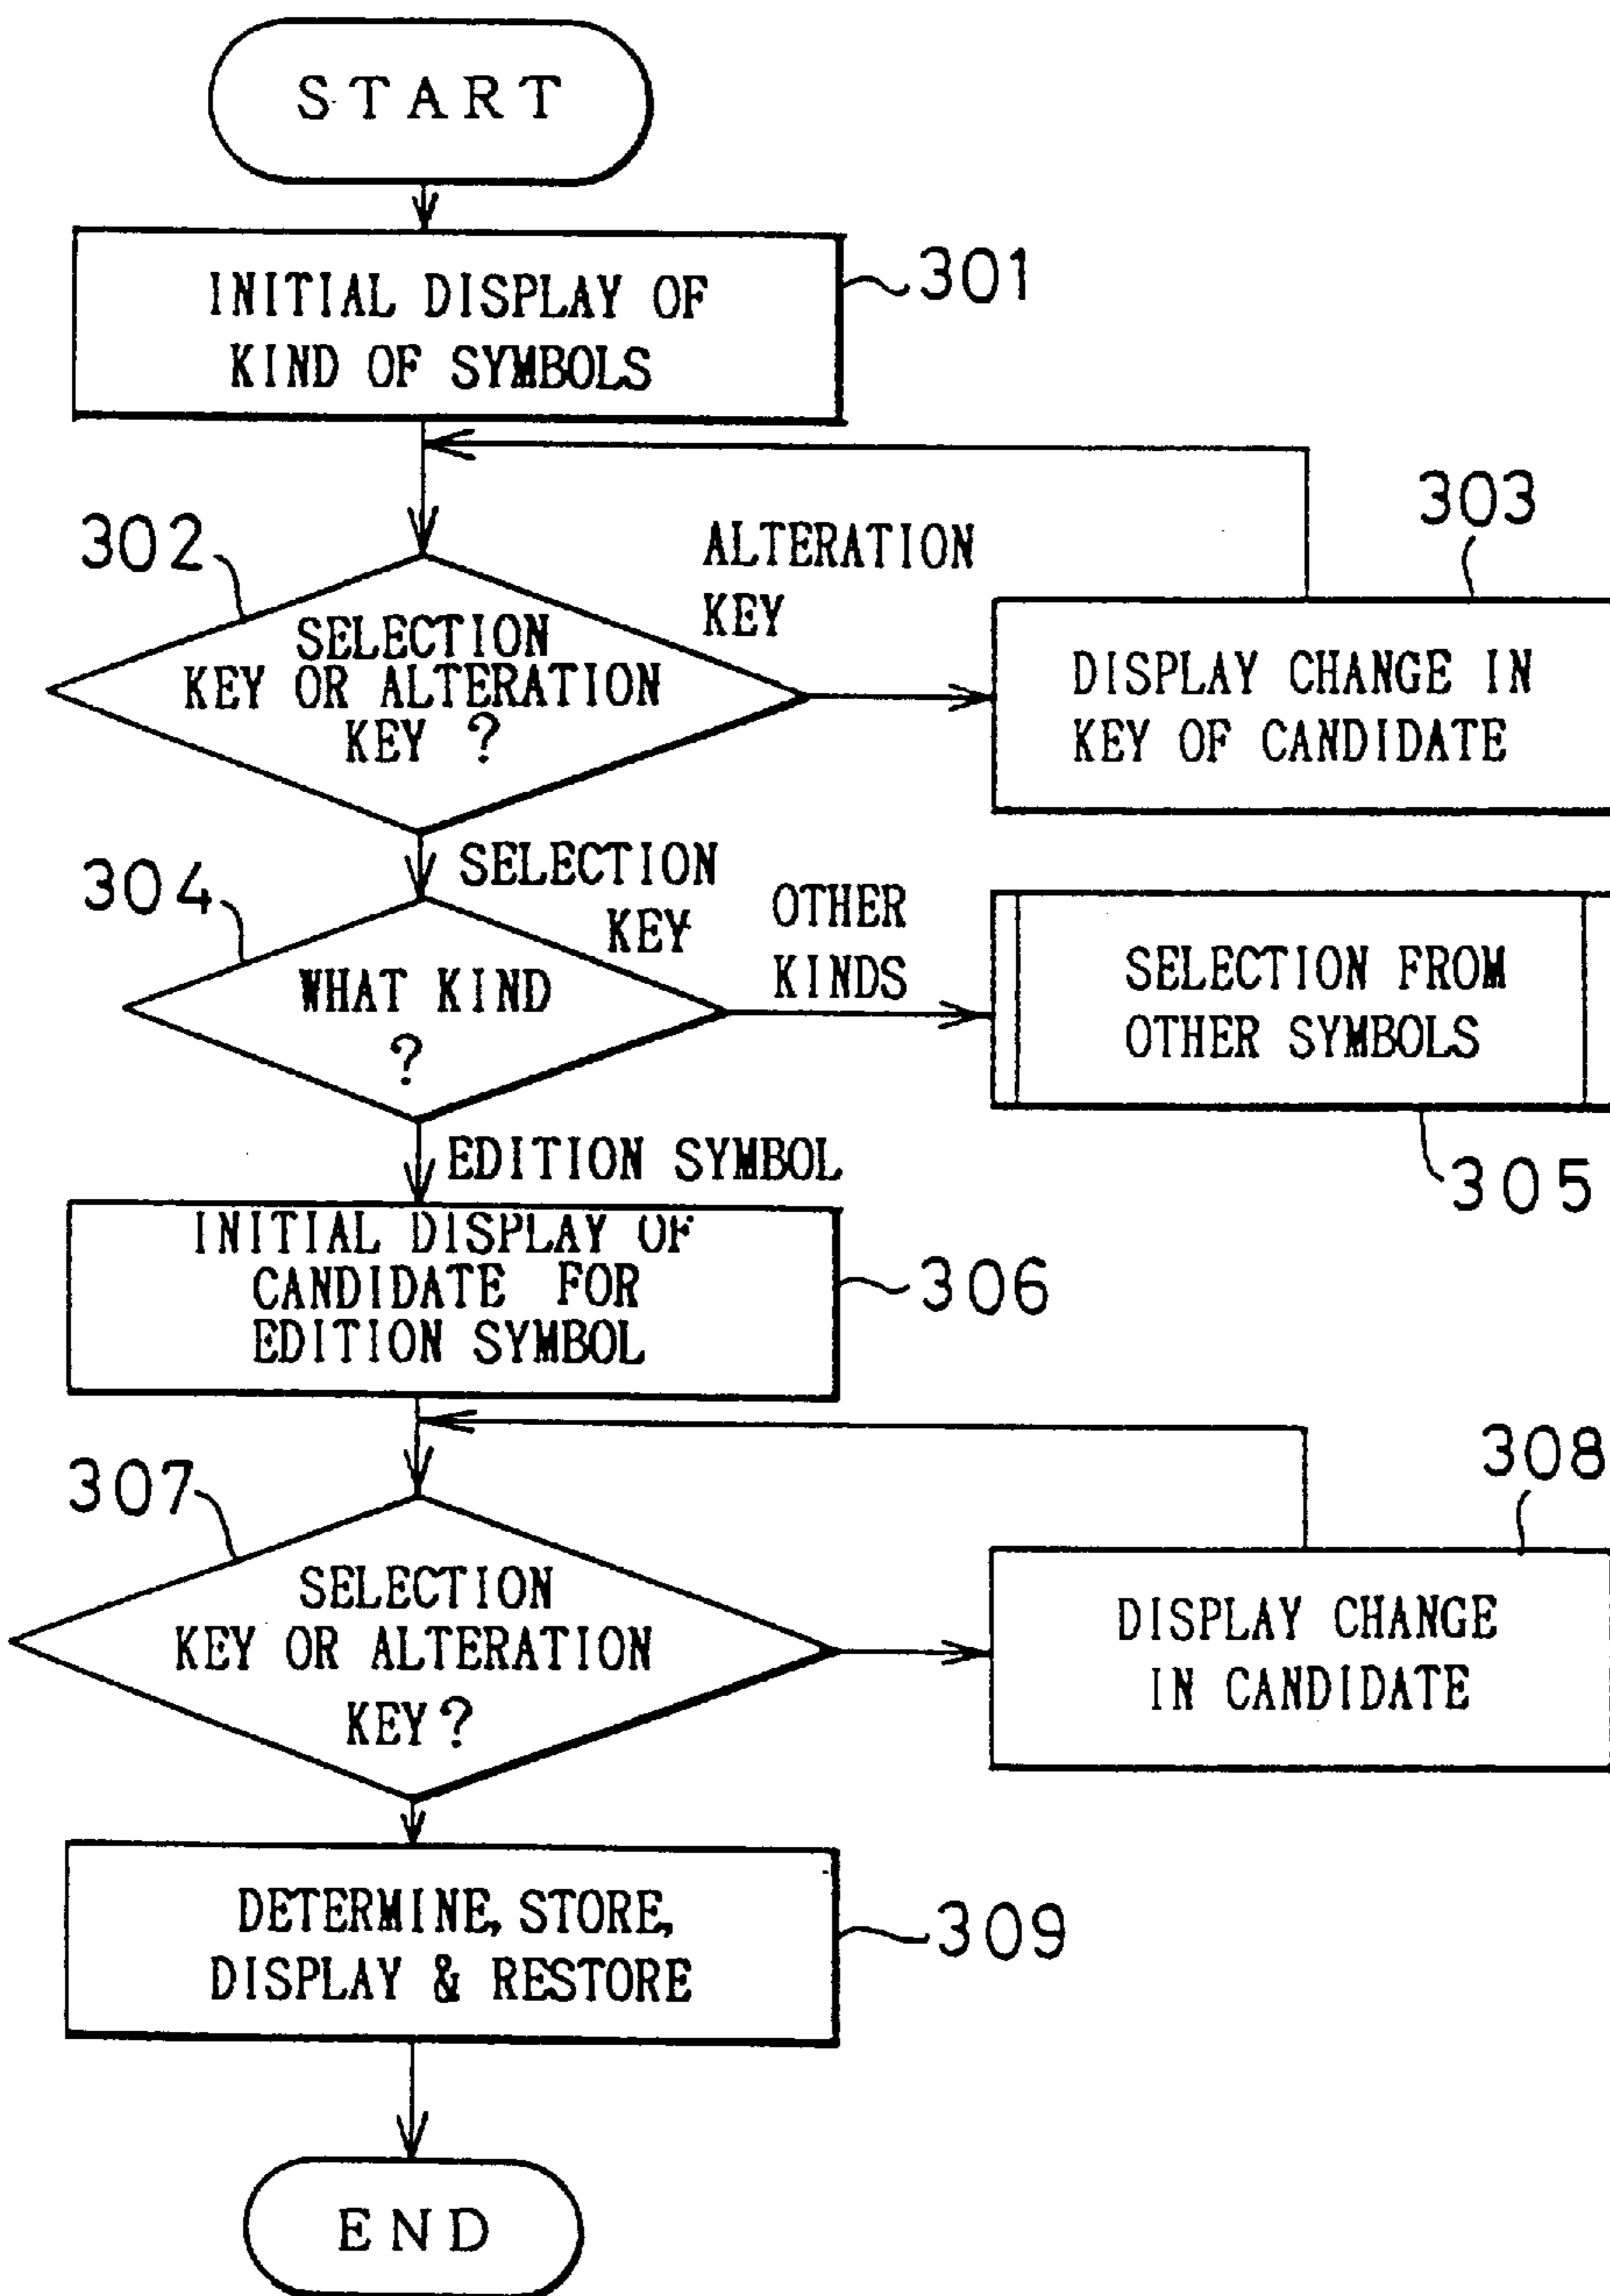 START
INITIAL DISPLAY OF
KIND OF SYMBOLS
301
302
SELECTION
KEY OR ALTERATION
KEY ?
ALTERATION
KEY
303
DISPLAY CHANGE IN
KEY OF CANDIDATE
SELECTION
KEY
304
WHAT KIND
?
OTHER
KINDS
SELECTION FROM
OTHER SYMBOLS
305
EDITION SYMBOL
INITIAL DISPLAY OF
CANDIDATE FOR
EDITION SYMBOL
306
307
SELECTION
KEY OR ALTERATION
KEY?
308
DISPLAY CHANGE
IN CANDIDATE
DETERMINE, STORE,
DISPLAY & RESTORE
309
END